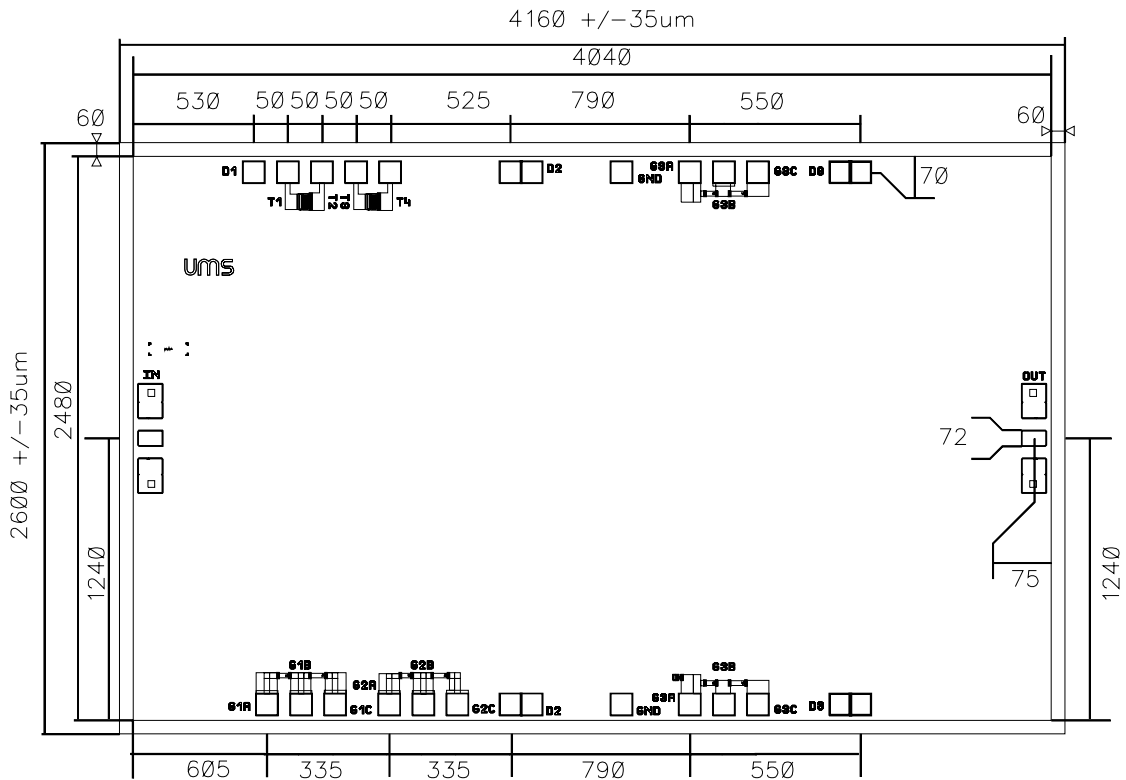 4160 +/-35um
4040
530 50 50 50 50 525 790 550
60
60
D1 D2 GND G3A G3C D3
70
T1 T2 T3 T4 G3B
ums
IN
OUT
2600 +/-35um
2480
72
1240
1240
75
G1B G2B G3B
G2A
G1A G1C G2C D2 GND G3A G3C D3
605 335 335 790 550